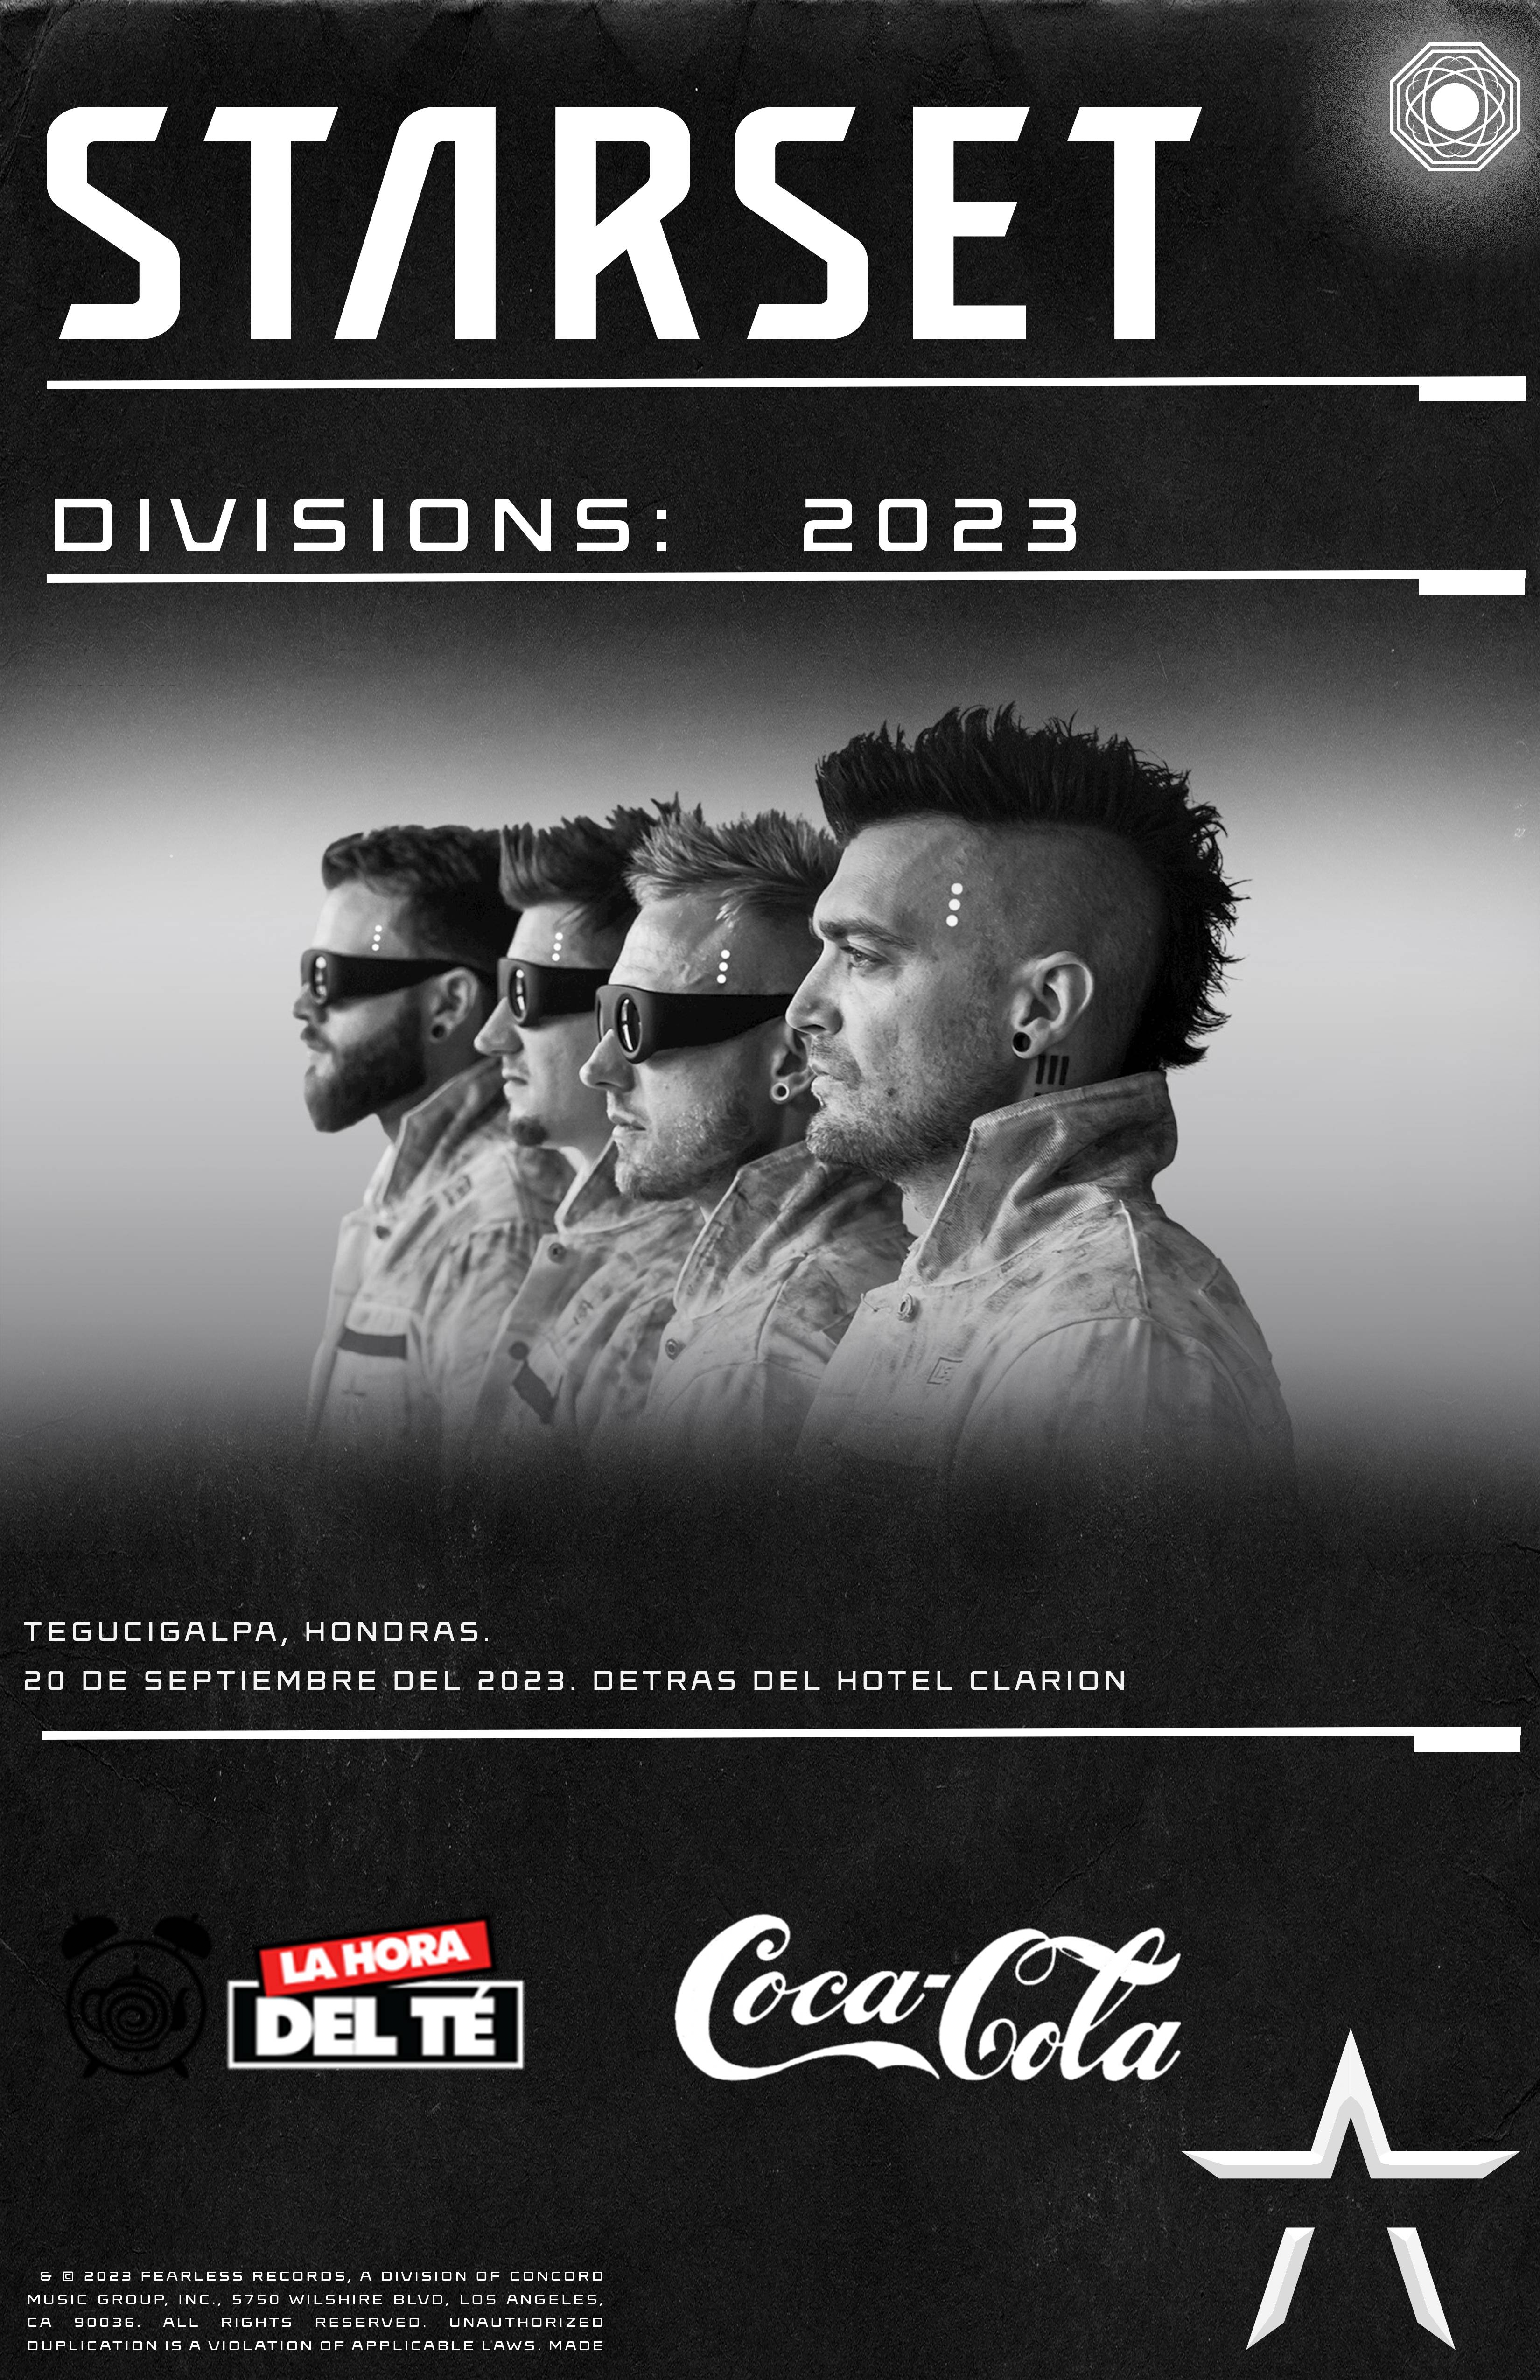 STARSET
DIVISIONS: 2023
TEGUCIGALPA, HONDRAS.
20 DE SEPTIEMBRE DEL 2023. DETRAS DEL HOTEL CLARION
LA HORA
DEL TÉ
Coca-Cola
& © 2023 FEARLESS RECORDS, A DIVISION OF CONCORD
MUSIC GROUP, INC., 5750 WILSHIRE BLVD, LOS ANGELES,
CA 90036. ALL RIGHTS RESERVED. UNAUTHORIZED
DUPLICATION IS A VIOLATION OF APPLICABLE LAWS. MADE